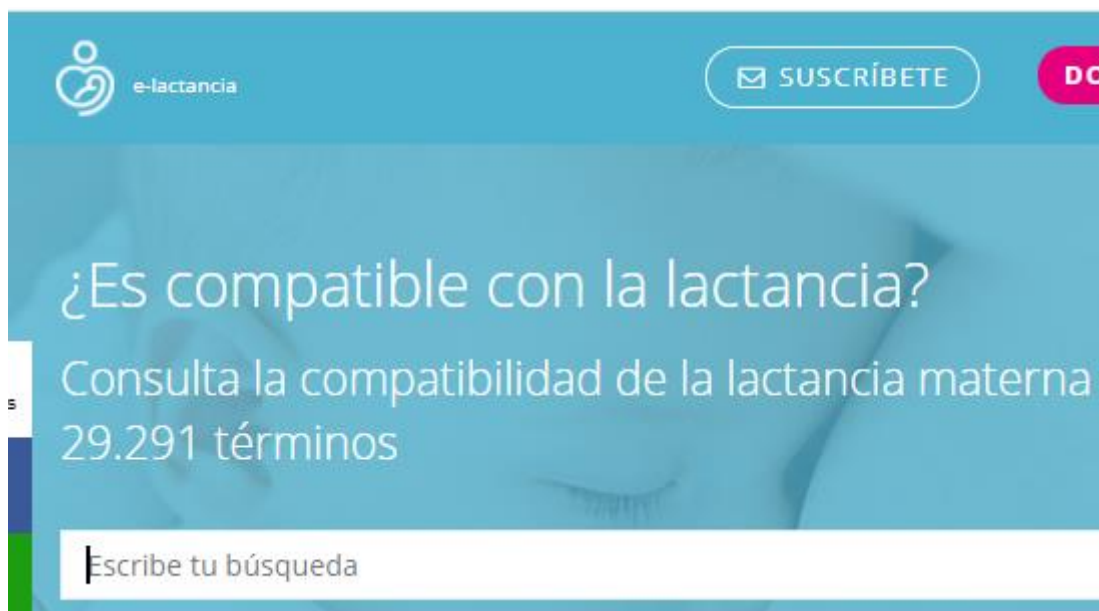 e-lactancia
SUSCRÍBETE
¿Es compatible con la lactancia?
Consulta la compatibilidad de la lactancia materna
29.291 términos
Escribe tu búsqueda